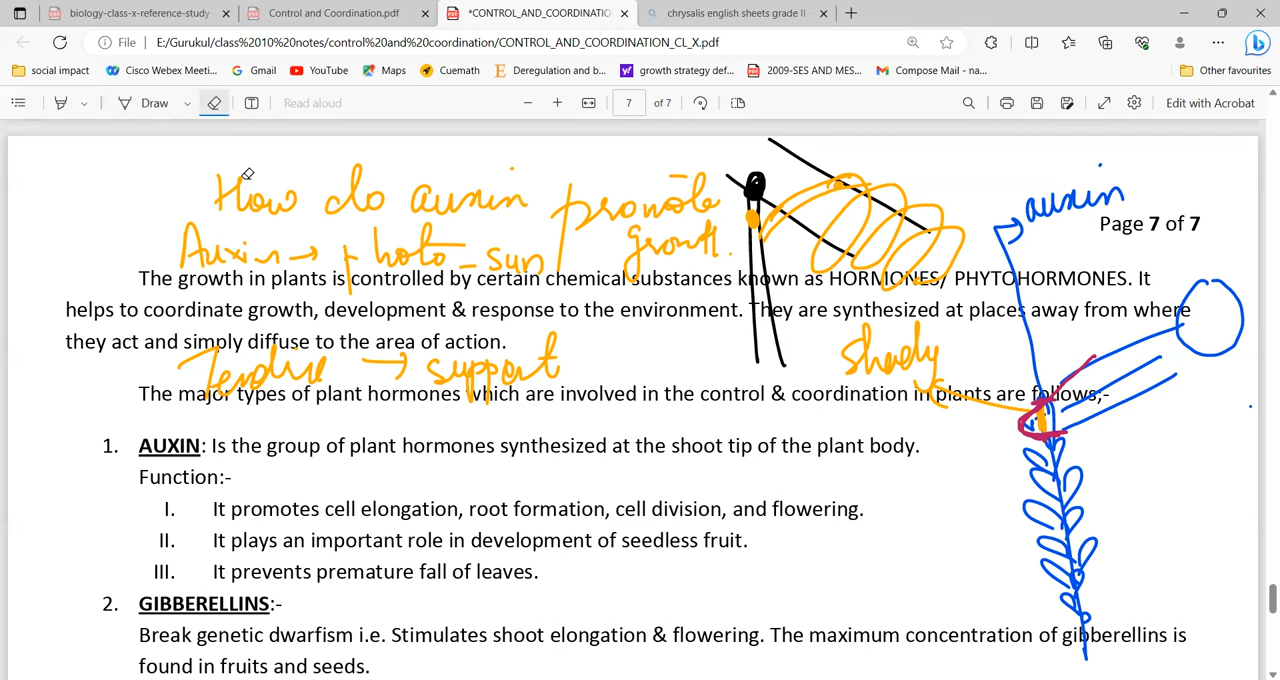 biology-class-x-reference-study-
Control and Coordination.pdf
*CONTROL_AND_COORDINATIO
chrysalis english sheets grade II -
File
E:/Gurukul/class%2010%20notes/control%20and%20coordination/CONTROL_AND_COORDINATION_CL_X.pdf
social impact
Cisco Webex Meeti...
Gmail
YouTube
Maps
Cuemath
Deregulation and b...
growth strategy def...
2009-SES AND MES...
Compose Mail - na...
Other favourites
Draw
Read aloud
7
of 7
Edit with Acrobat
How do auxin promote
growth.
Auxin → photo - sun
auxin
Page 7 of 7
The growth in plants is controlled by certain chemical substances known as HORMONES/ PHYTOHORMONES. It
helps to coordinate growth, development & response to the environment. They are synthesized at places away from where
they act and simply diffuse to the area of action.
→ support
shady
The major types of plant hormones which are involved in the control & coordination in plants are follows;-
1. AUXIN: Is the group of plant hormones synthesized at the shoot tip of the plant body.
Function:-
I. It promotes cell elongation, root formation, cell division, and flowering.
II. It plays an important role in development of seedless fruit.
III. It prevents premature fall of leaves.
2. GIBBERELLINS:-
Break genetic dwarfism i.e. Stimulates shoot elongation & flowering. The maximum concentration of gibberellins is
found in fruits and seeds.